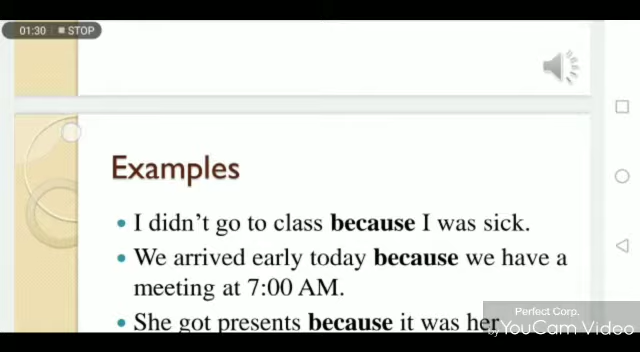 01:30 STOP
Examples
• I didn't go to class because I was sick.
• We arrived early today because we have a
meeting at 7:00 AM.
• She got presents because it was her
Perfect Corp.
by YouCam Video